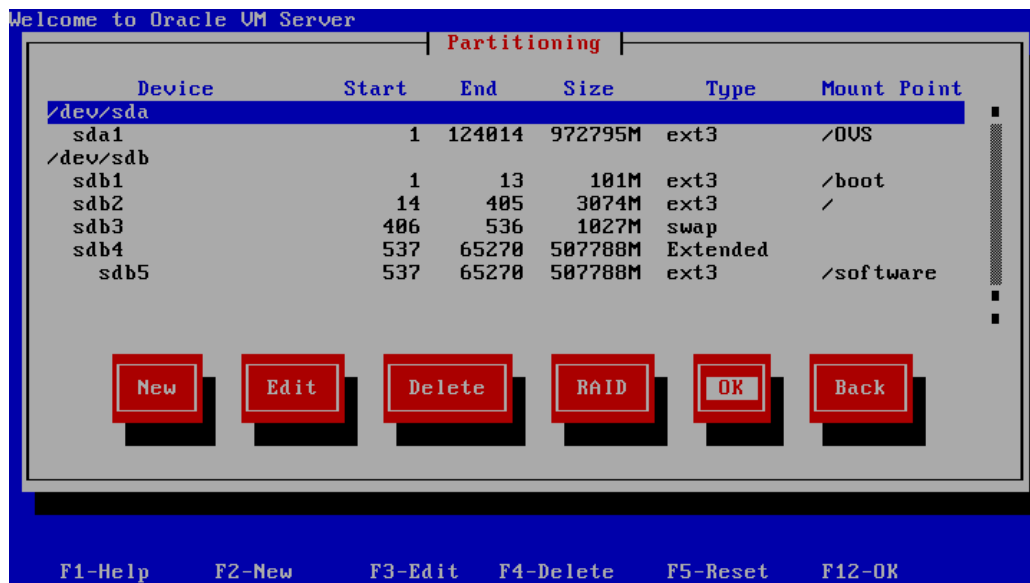 Welcome to Oracle VM Server
Partitioning
Device Start End Size Type Mount Point
/dev/sda
sda1 1 124014 972795M ext3 /OVS
/dev/sdb
sdb1 1 13 101M ext3 /boot
sdb2 14 405 3074M ext3 /
sdb3 406 536 1027M swap
sdb4 537 65270 507788M Extended
sdb5 537 65270 507788M ext3 /software
New Edit Delete RAID OK Back
F1-Help F2-New F3-Edit F4-Delete F5-Reset F12-OK